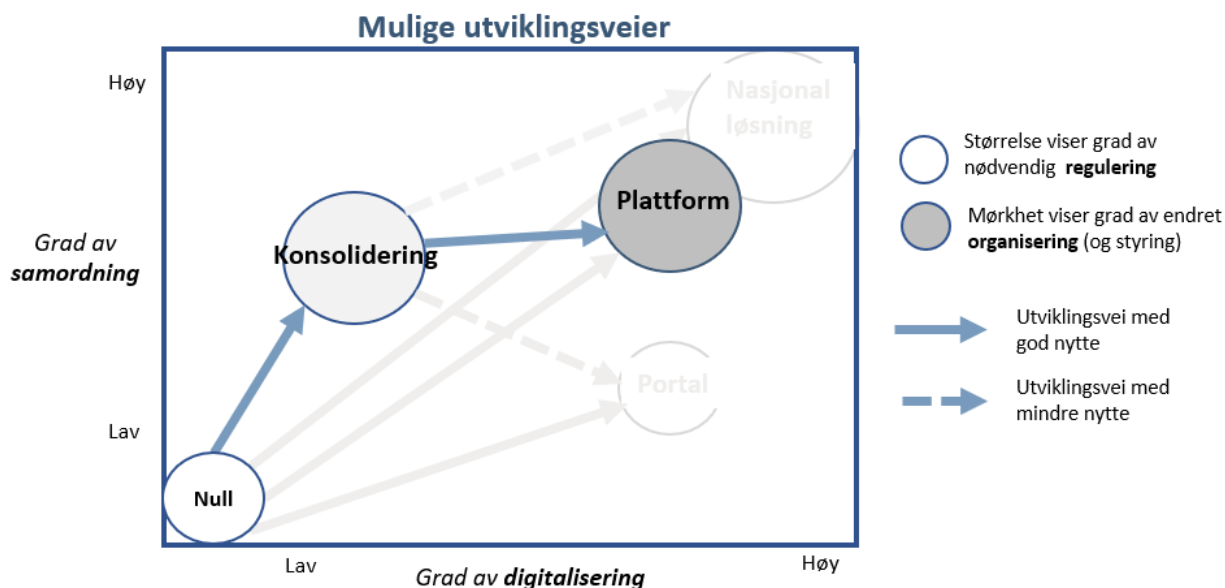 Mulige utviklingsveier
Høy
Nasjonal
løsning
Størrelse viser grad av
nødvendig regulering
Plattform
Mørkhet viser grad av endret
organisering (og styring)
Grad av
samordning
Konsolidering
Utviklingsvei med
god nytte
Portal
Utviklingsvei med
mindre nytte
Lav
Null
Lav
Høy
Grad av digitalisering